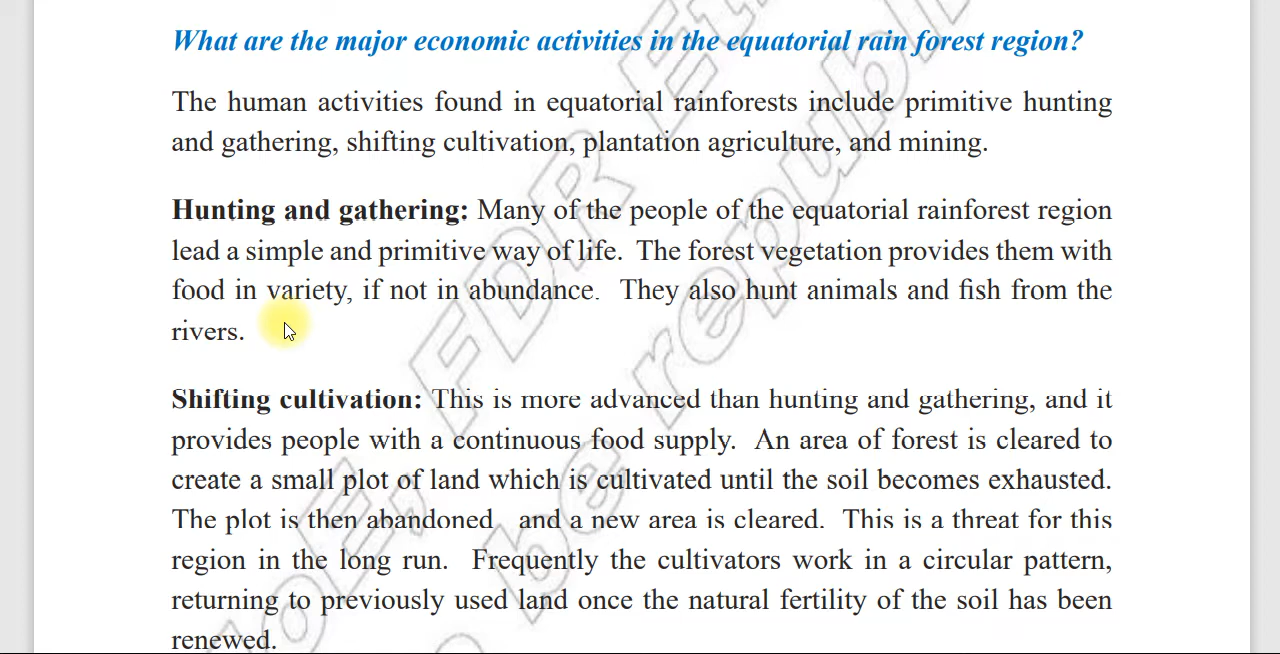 What are the major economic activities in the equatorial rain forest region?
The human activities found in equatorial rainforests include primitive hunting
and gathering, shifting cultivation, plantation agriculture, and mining.
Hunting and gathering: Many of the people of the equatorial rainforest region
lead a simple and primitive way of life. The forest vegetation provides them with
food in variety, if not in abundance. They also hunt animals and fish from the
rivers.
Shifting cultivation: This is more advanced than hunting and gathering, and it
provides people with a continuous food supply. An area of forest is cleared to
create a small plot of land which is cultivated until the soil becomes exhausted.
The plot is then abandoned and a new area is cleared. This is a threat for this
region in the long run. Frequently the cultivators work in a circular pattern,
returning to previously used land once the natural fertility of the soil has been
renewed.
FDR
be